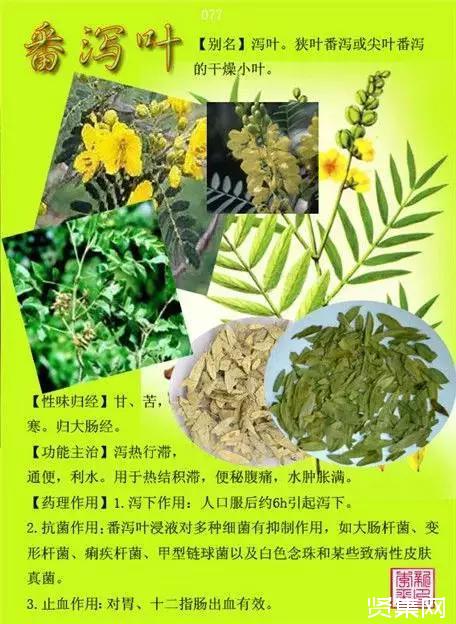 077
番泻叶
【别名】泻叶。狭叶番泻或尖叶番泻
的干燥小叶。
【性味归经】甘、苦，
寒。归大肠经。
【功能主治】泻热行滞，
通便，利水。用于热结积滞，便秘腹痛，水肿胀满。
【药理作用】1.泻下作用：人口服后约6h引起泻下。
2.抗菌作用：番泻叶浸液对多种细菌有抑制作用，如大肠杆菌、变
形杆菌、痢疾杆菌、甲型链球菌以及白色念珠和某些致病性皮肤
真菌。
3.止血作用：对胃、十二指肠出血有效。
贤集网